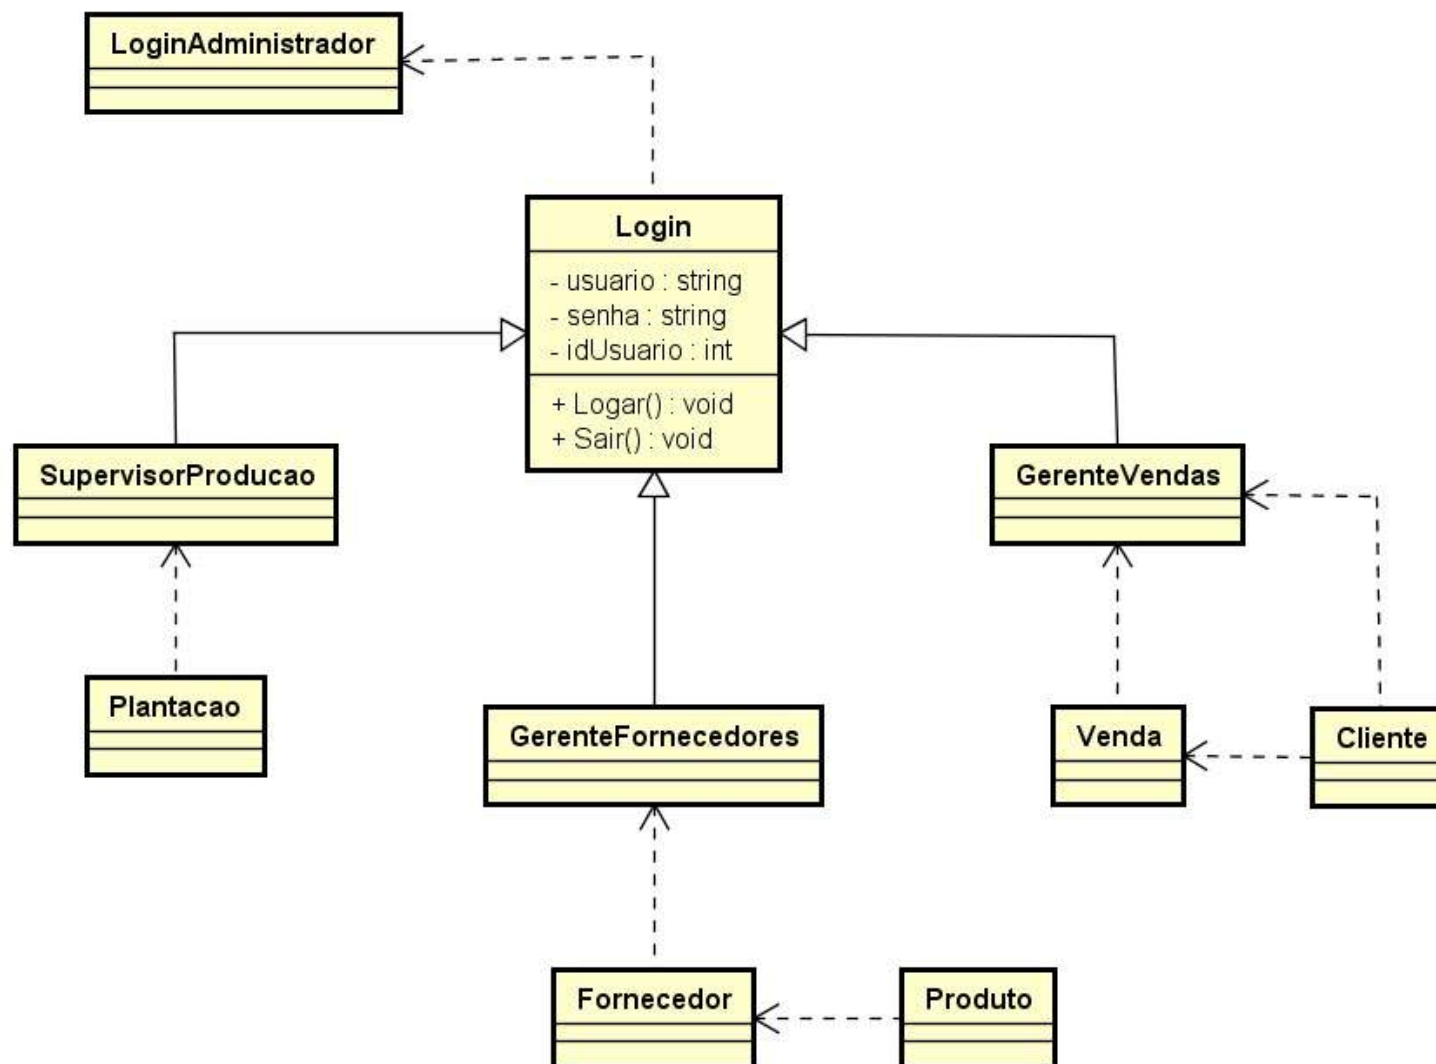 LoginAdministrador
Login
- usuario : string
- senha : string
- idUsuario : int
+ Logar() : void
+ Sair() : void
SupervisorProducao
GerenteVendas
Plantacao
GerenteFornecedores
Venda
Cliente
Fornecedor
Produto